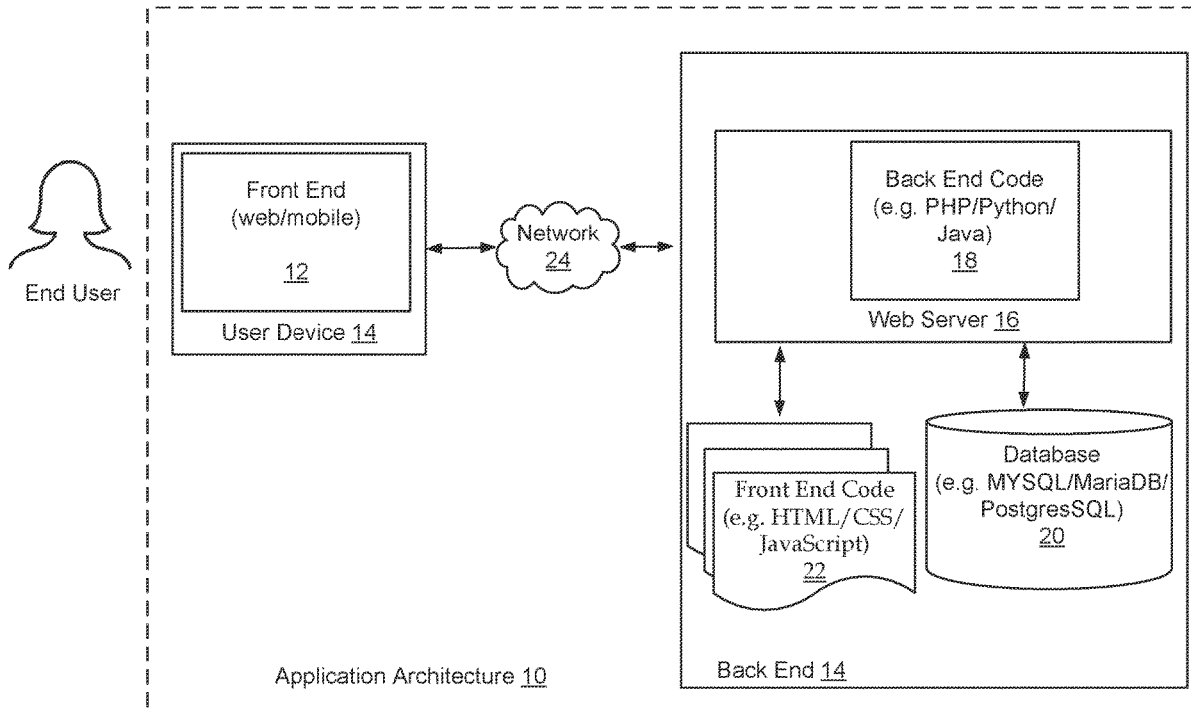 End User
Front End
(web/mobile)
12
User Device 14
Network
24
Back End Code
(e.g. PHP/Python/
Java)
18
Web Server 16
Front End Code
(e.g. HTML/CSS/
JavaScript)
22
Database
(e.g. MYSQL/MariaDB/
PostgresSQL)
20
Application Architecture 10
Back End 14